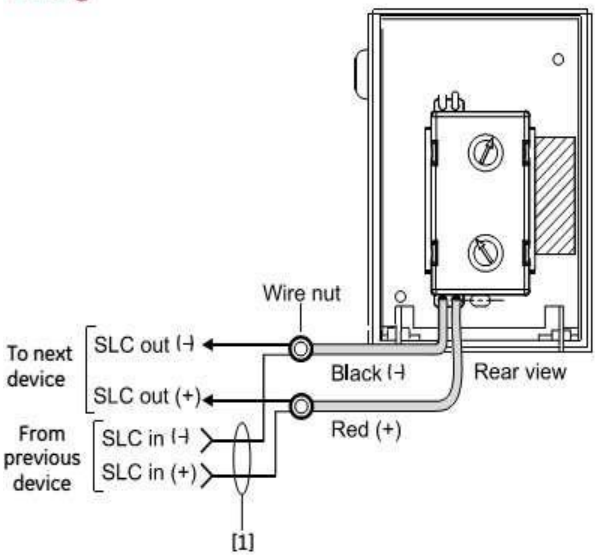 Wire nut
To next
device
SLC out (-)
SLC out (+)
Black (-)
Rear view
Red (+)
From
previous
device
SLC in (-)
SLC in (+)
[1]